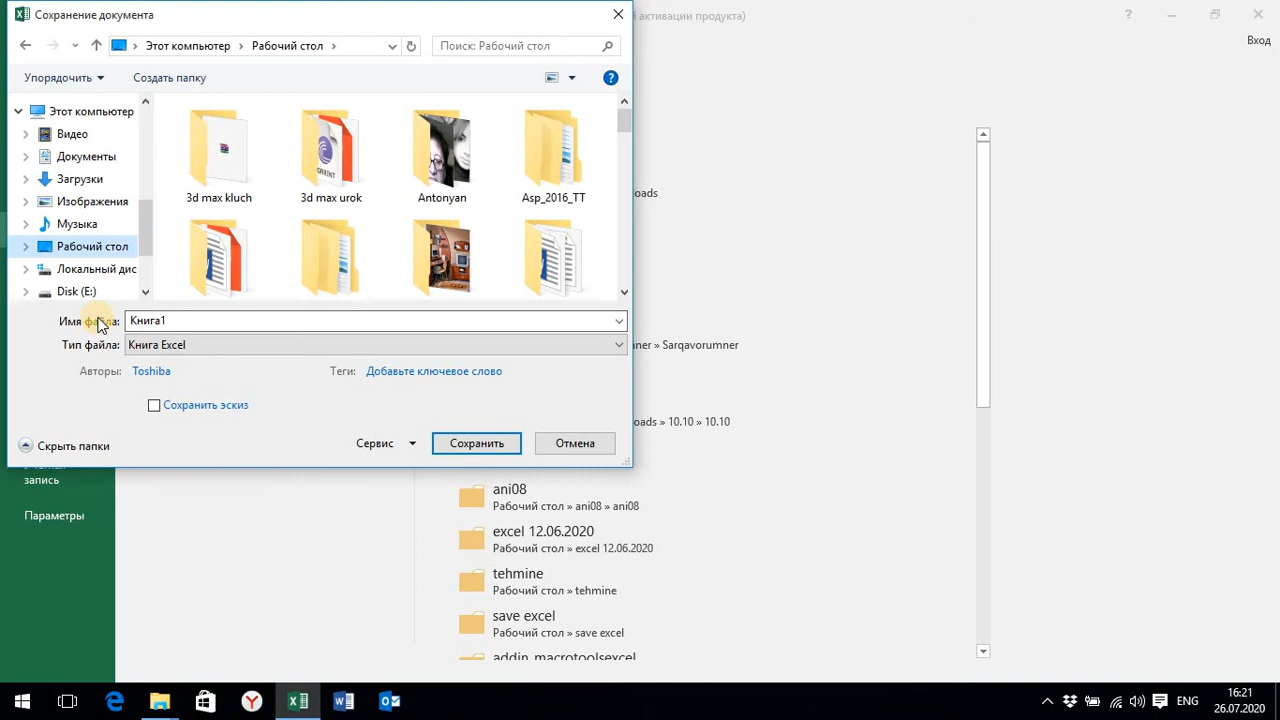 Сохранение документа
й активации продукта)
Вход
Этот компьютер
Рабочий стол
Поиск: Рабочий стол
Упорядочить
Создать папку
Этот компьютер
Видео
Документы
Загрузки
Изображения
Музыка
Рабочий стол
Локальный дис
Disk (E:)
3d max kluch
3d max urok
Antonyan
Asp_2016_TT
oads
Имя файла:
Книга1
Тип файла:
Книга Excel
ner » Sarqavorumner
Авторы:
Toshiba
Теги:
Добавьте ключевое слово
Сохранить эскиз
oads » 10.10 » 10.10
Скрыть папки
Сервис
Сохранить
Отмена
запись
Параметры
ani08
Рабочий стол » ani08 » ani08
excel 12.06.2020
Рабочий стол » excel 12.06.2020
tehmine
Рабочий стол » tehmine
save excel
Рабочий стол » save excel
addin_macrotoolsexcel
ENG
16:21
26.07.2020